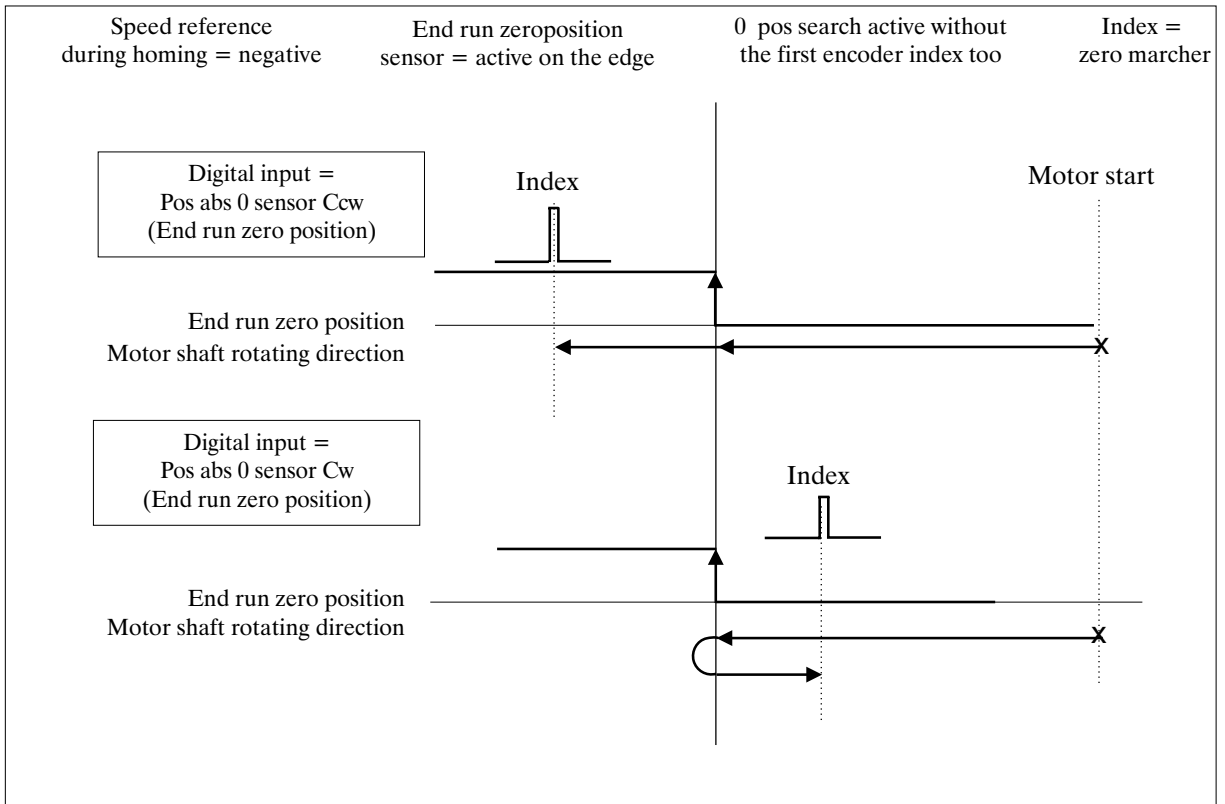 Speed reference
during homing = negative
End run zeroposition
sensor = active on the edge
0 pos search active without
the first encoder index too
Index =
zero marcher
Digital input =
Pos abs 0 sensor Ccw
(End run zero position)
Index
Motor start
End run zero position
Motor shaft rotating direction
X
Digital input =
Pos abs 0 sensor Cw
(End run zero position)
Index
End run zero position
Motor shaft rotating direction
X